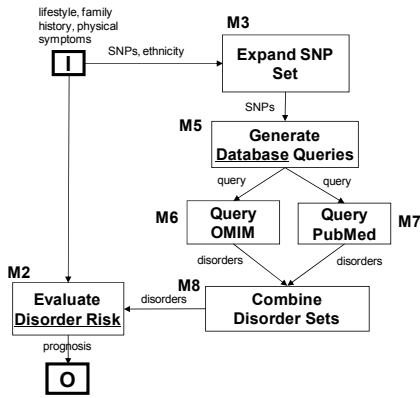 lifestyle, family
history, physical
symptoms
M3
I
SNPs, ethnicity
Expand SNP
Set
SNPs
M5
Generate
Database Queries
query
query
M6
Query
OMIM
Query
PubMed
M7
disorders
disorders
M2
M8
Evaluate
Disorder Risk
disorders
Combine
Disorder Sets
prognosis
O